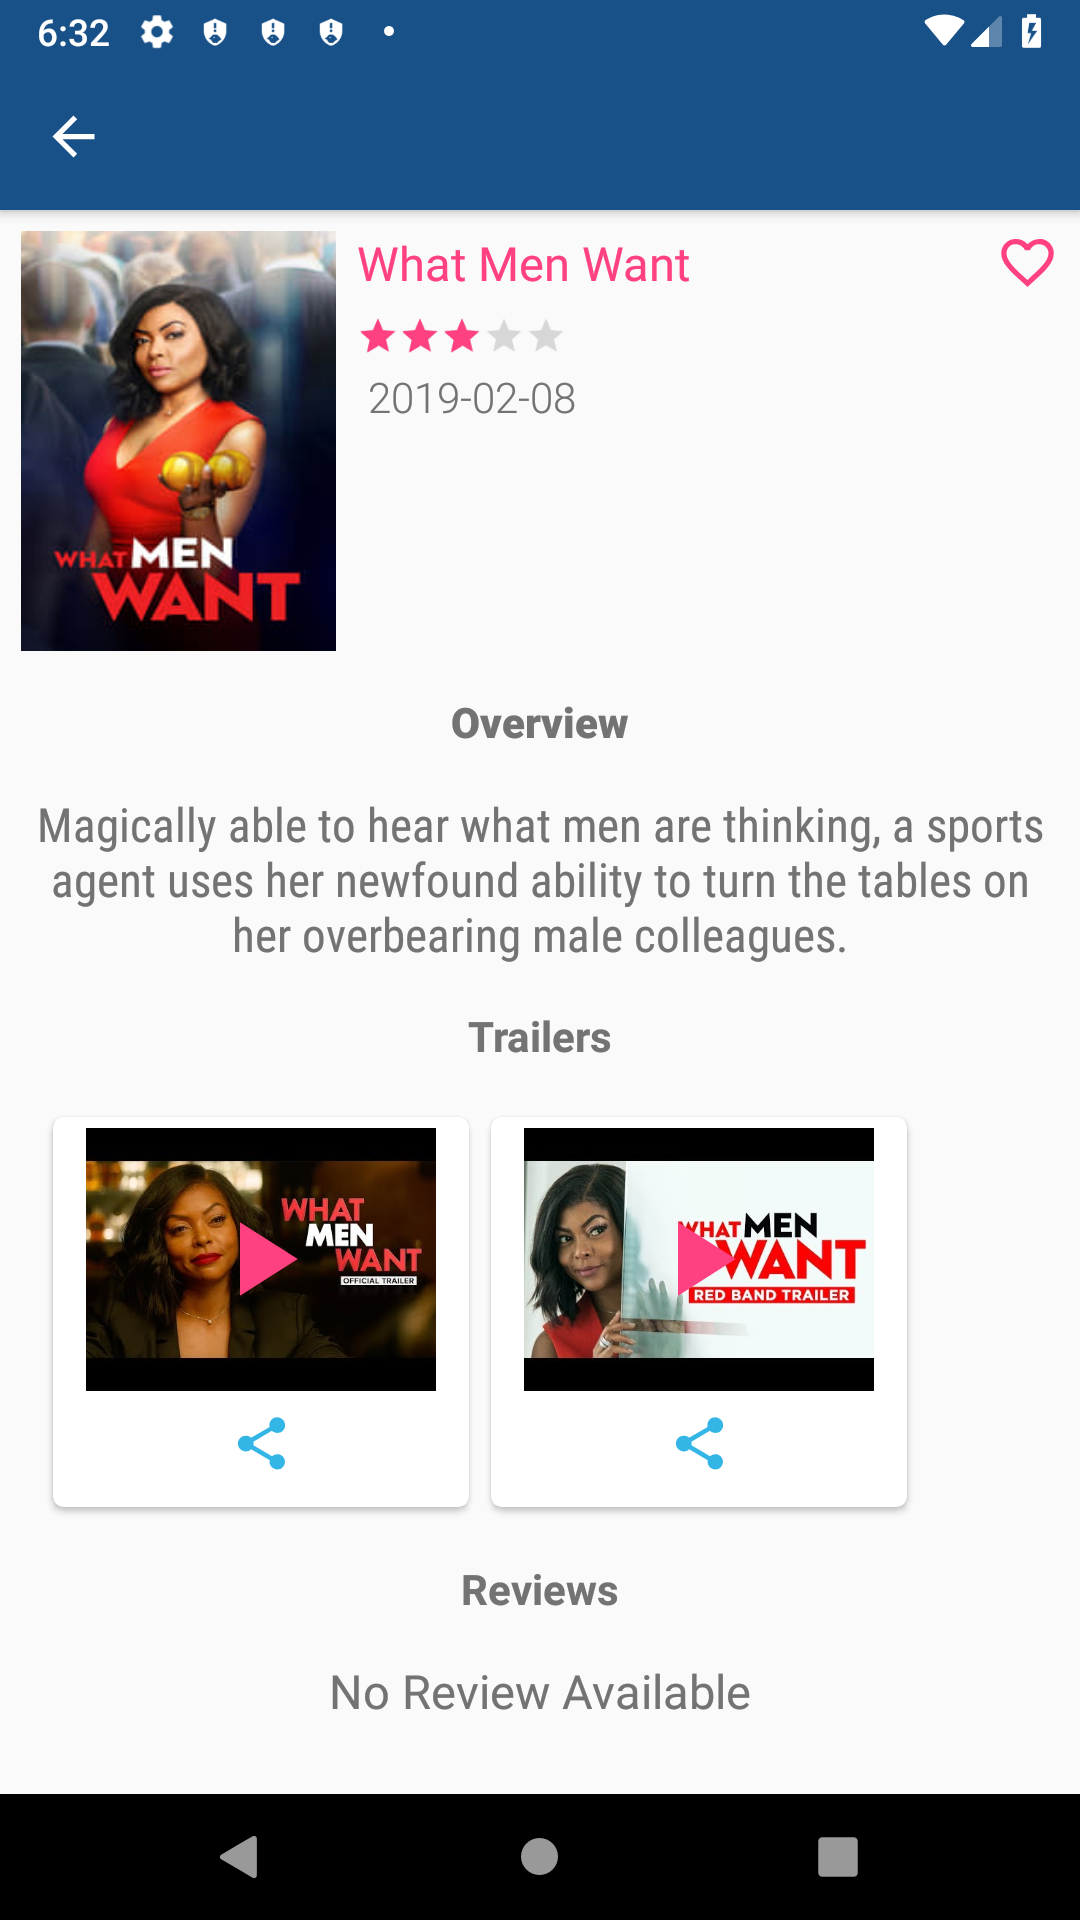 6:32
What Men Want
2019-02-08
WHAT MEN
WANT
Overview
Magically able to hear what men are thinking, a sports
agent uses her newfound ability to turn the tables on
her overbearing male colleagues.
Trailers
WHAT
MEN
WANT
OFFICIAL TRAILER
WHAT MEN
WANT
RED BAND TRAILER
Reviews
No Review Available